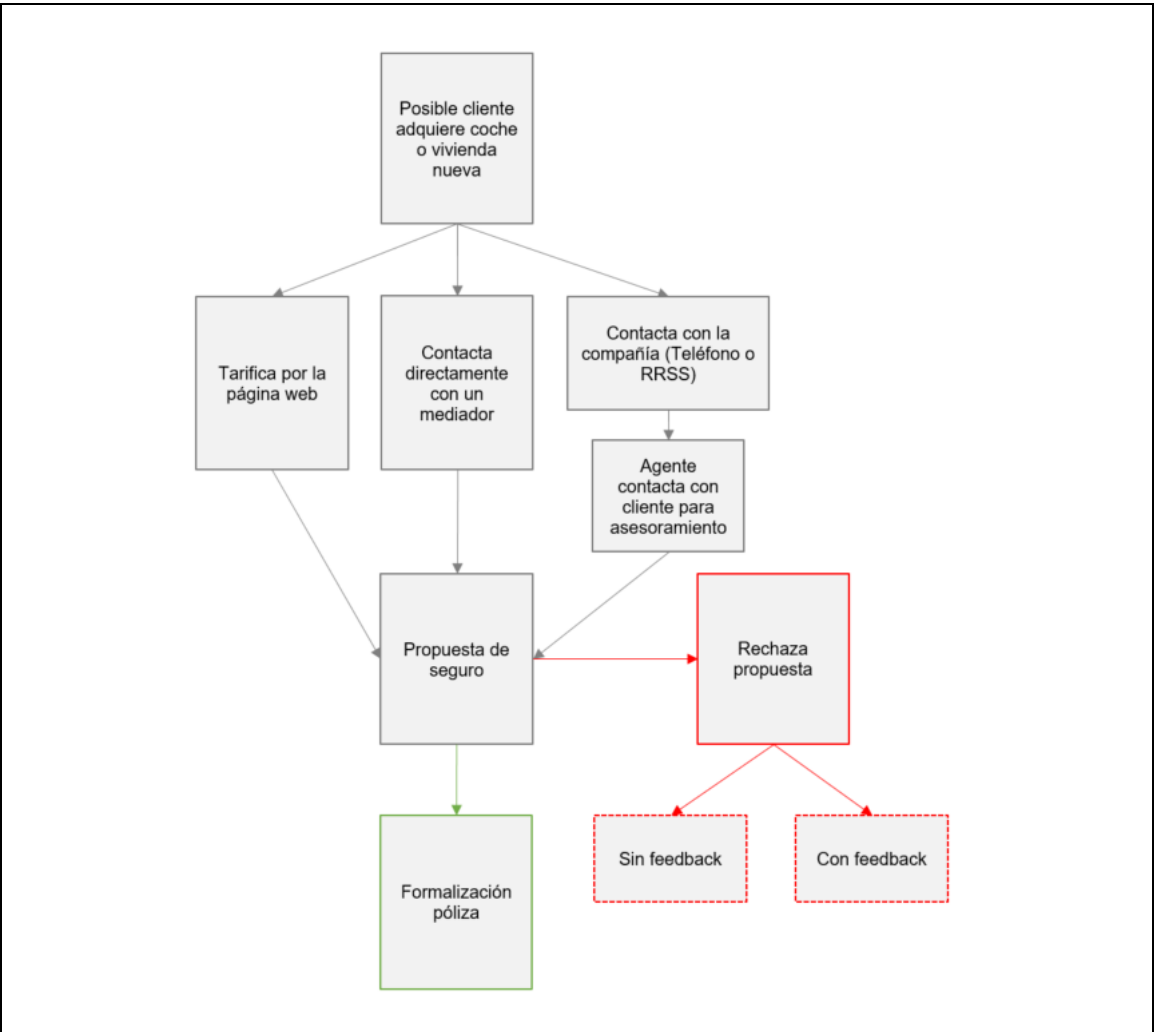 Posible cliente
adquiere coche
o vivienda
nueva
Tarifica por la
página web
Contacta
directamente
con un
mediador
Contacta con la
compañía (Teléfono o
RRSS)
Agente
contacta con
cliente para
asesoramiento
Propuesta de
seguro
Rechaza
propuesta
Sin feedback
Con feedback
Formalización
póliza